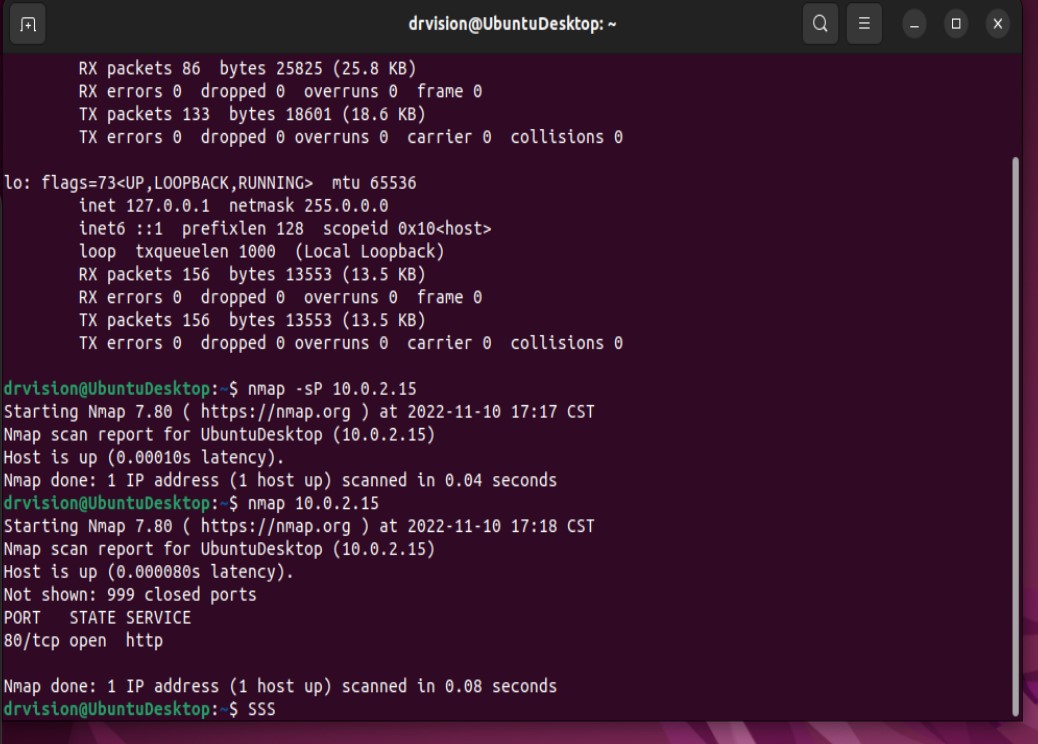 drvision@UbuntuDesktop: ~
RX packets 86  bytes 25825 (25.8 KB)
RX errors 0  dropped 0  overruns 0  frame 0
TX packets 133  bytes 18601 (18.6 KB)
TX errors 0  dropped 0 overruns 0  carrier 0  collisions 0
lo: flags=73<UP,LOOPBACK,RUNNING>  mtu 65536
inet 127.0.0.1  netmask 255.0.0.0
inet6 ::1  prefixlen 128  scopeid 0x10<host>
loop  txqueuelen 1000  (Local Loopback)
RX packets 156  bytes 13553 (13.5 KB)
RX errors 0  dropped 0  overruns 0  frame 0
TX packets 156  bytes 13553 (13.5 KB)
TX errors 0  dropped 0 overruns 0  carrier 0  collisions 0
drvision@UbuntuDesktop:~$ nmap -sP 10.0.2.15
Starting Nmap 7.80 ( https://nmap.org ) at 2022-11-10 17:17 CST
Nmap scan report for UbuntuDesktop (10.0.2.15)
Host is up (0.00010s latency).
Nmap done: 1 IP address (1 host up) scanned in 0.04 seconds
drvision@UbuntuDesktop:~$ nmap 10.0.2.15
Starting Nmap 7.80 ( https://nmap.org ) at 2022-11-10 17:18 CST
Nmap scan report for UbuntuDesktop (10.0.2.15)
Host is up (0.000080s latency).
Not shown: 999 closed ports
PORT   STATE SERVICE
80/tcp open  http
Nmap done: 1 IP address (1 host up) scanned in 0.08 seconds
drvision@UbuntuDesktop:~$ SSS